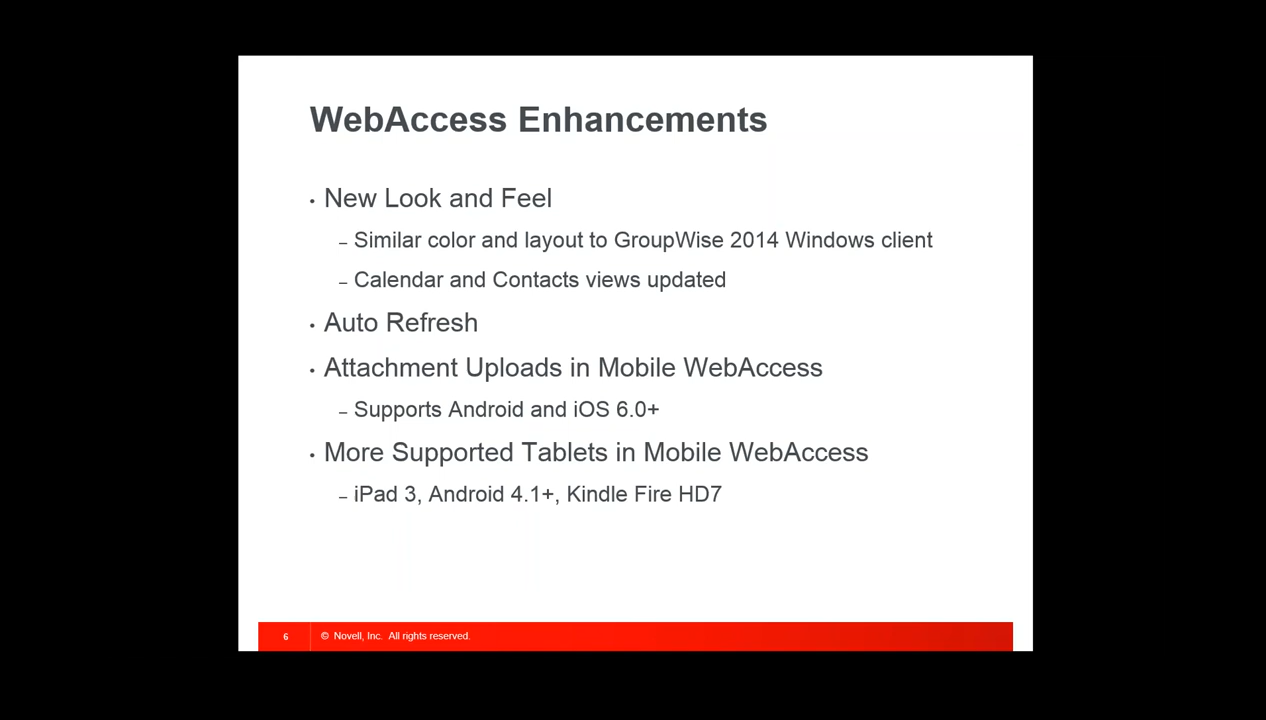 WebAccess Enhancements
• New Look and Feel
– Similar color and layout to GroupWise 2014 Windows client
– Calendar and Contacts views updated
• Auto Refresh
• Attachment Uploads in Mobile WebAccess
– Supports Android and iOS 6.0+
• More Supported Tablets in Mobile WebAccess
– iPad 3, Android 4.1+, Kindle Fire HD7
6 © Novell, Inc. All rights reserved.